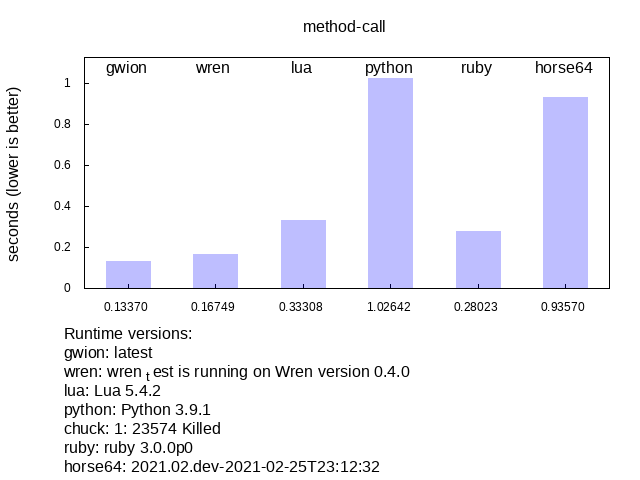 method-call
gwion wren lua python ruby horse64
seconds (lower is better)
1
0.8
0.6
0.4
0.2
0
0.13370 0.16749 0.33308 1.02642 0.28023 0.93570
Runtime versions:
gwion: latest
wren: wren t est is running on Wren version 0.4.0
lua: Lua 5.4.2
python: Python 3.9.1
chuck: 1: 23574 Killed
ruby: ruby 3.0.0p0
horse64: 2021.02.dev-2021-02-25T23:12:32